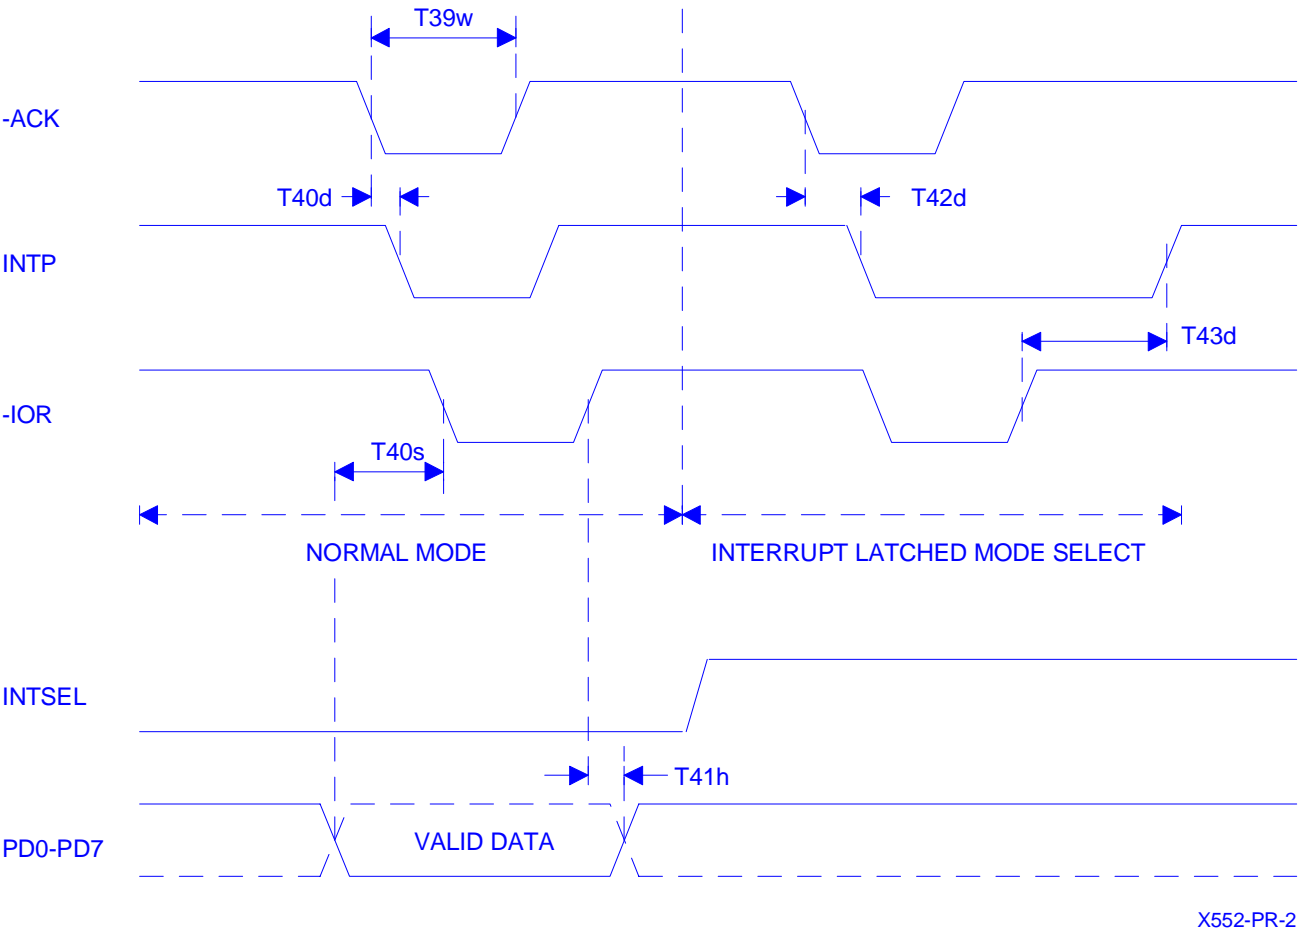 T39w
-ACK
T40d
T42d
INTP
T43d
-IOR
T40s
NORMAL MODE
INTERRUPT LATCHED MODE SELECT
INTSEL
T41h
PD0-PD7
VALID DATA
X552-PR-2